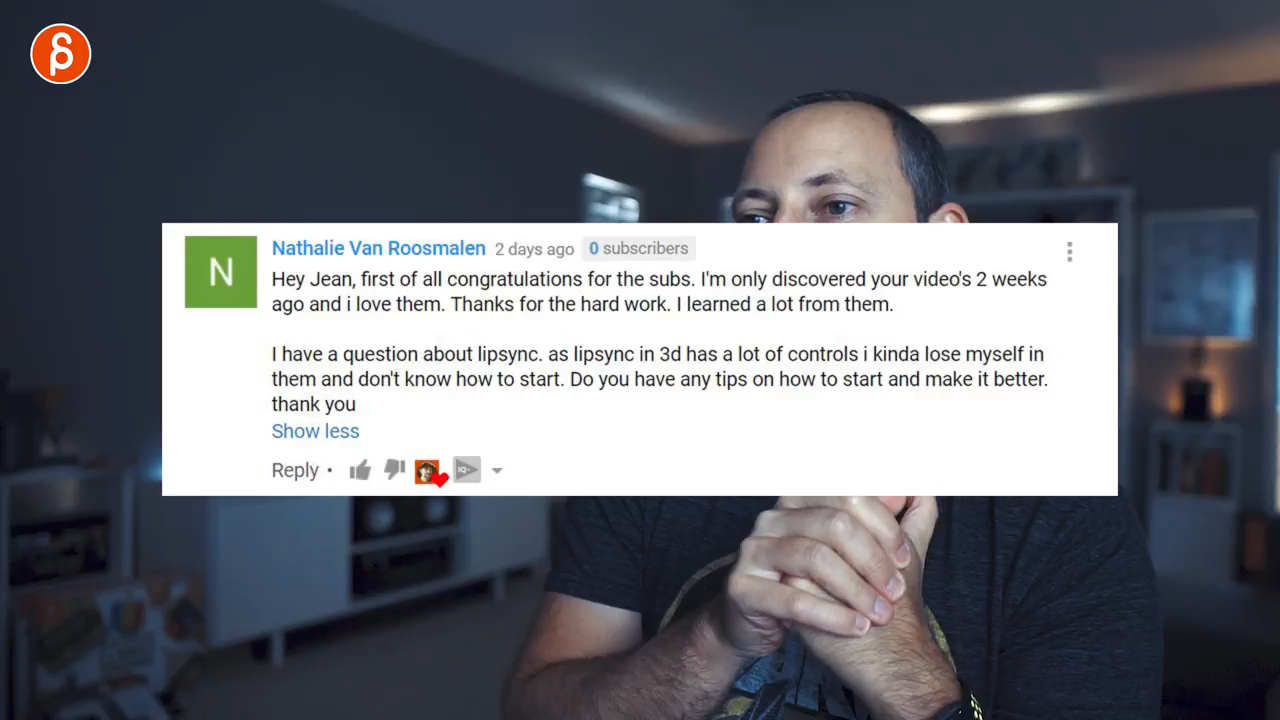 Nathalie Van Roosmalen 2 days ago 0 subscribers
Hey Jean, first of all congratulations for the subs. I'm only discovered your video's 2 weeks
ago and i love them. Thanks for the hard work. I learned a lot from them.
I have a question about lipsync. as lipsync in 3d has a lot of controls i kinda lose myself in
them and don't know how to start. Do you have any tips on how to start and make it better.
thank you
Show less
Reply •
N
IQ+